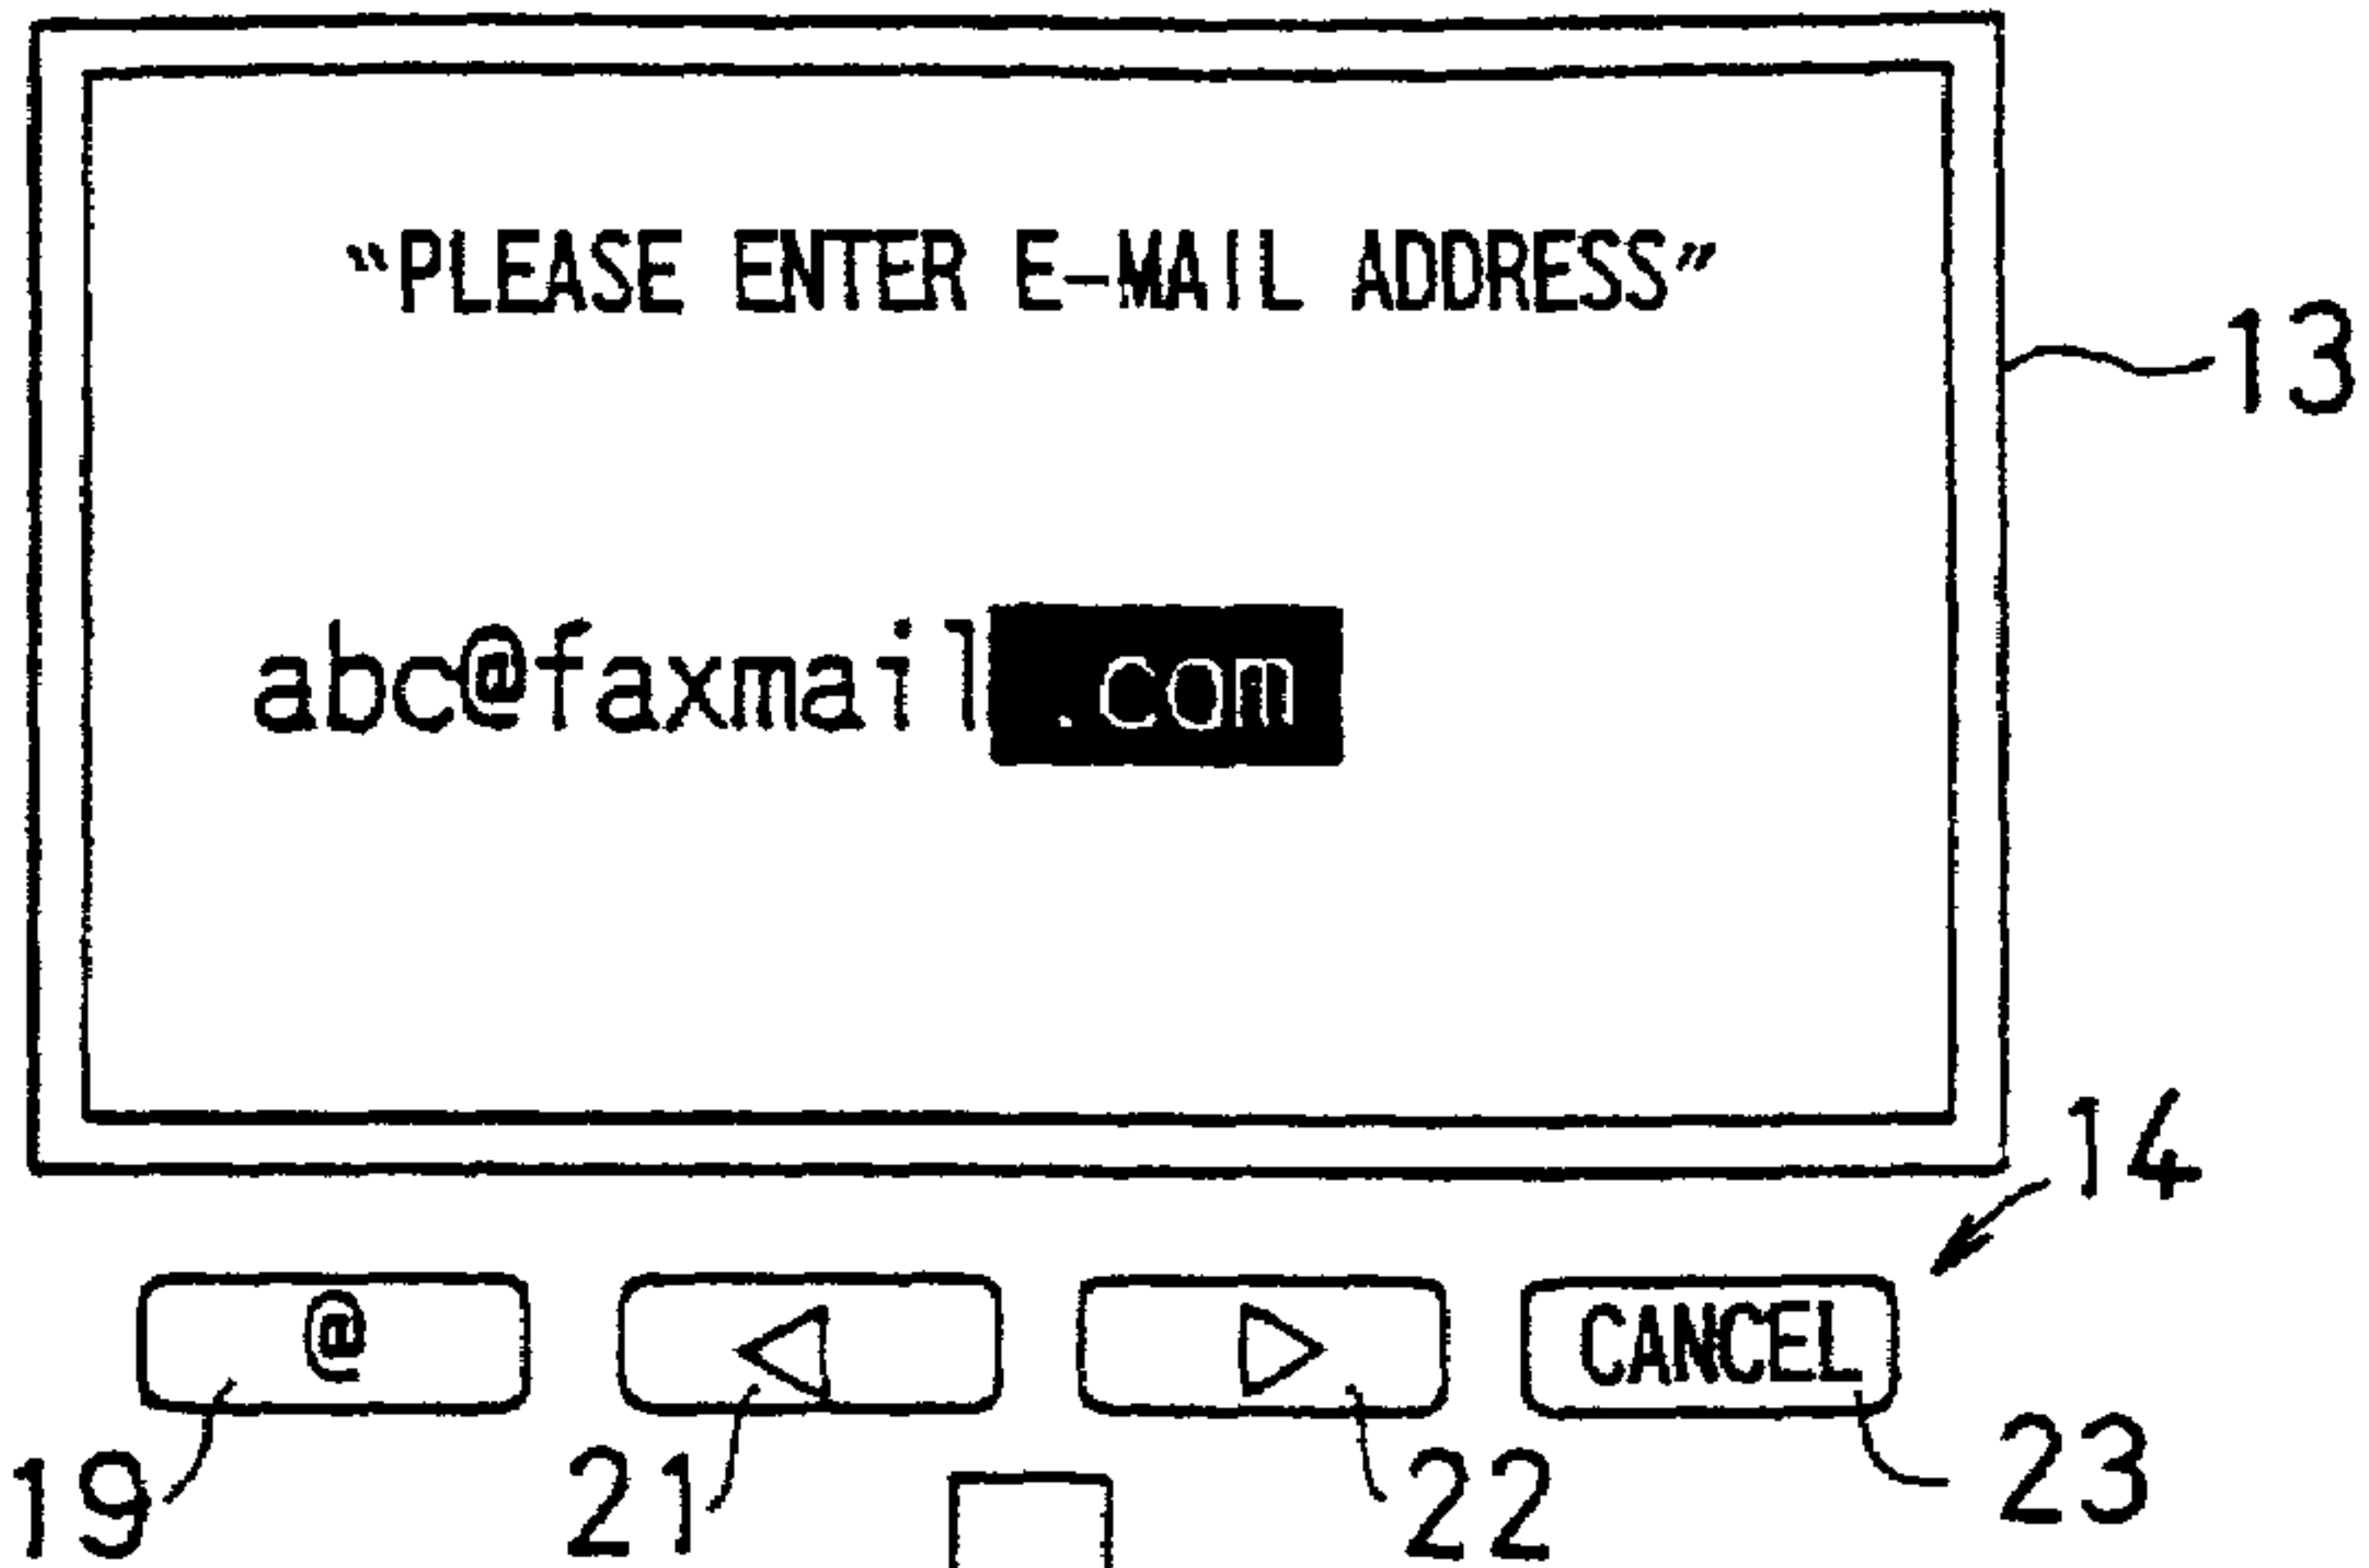 “PLEASE ENTER E-MAIL ADDRESS”
13
abc@faxmail.com
14
@ CANCEL
19 21 22 23